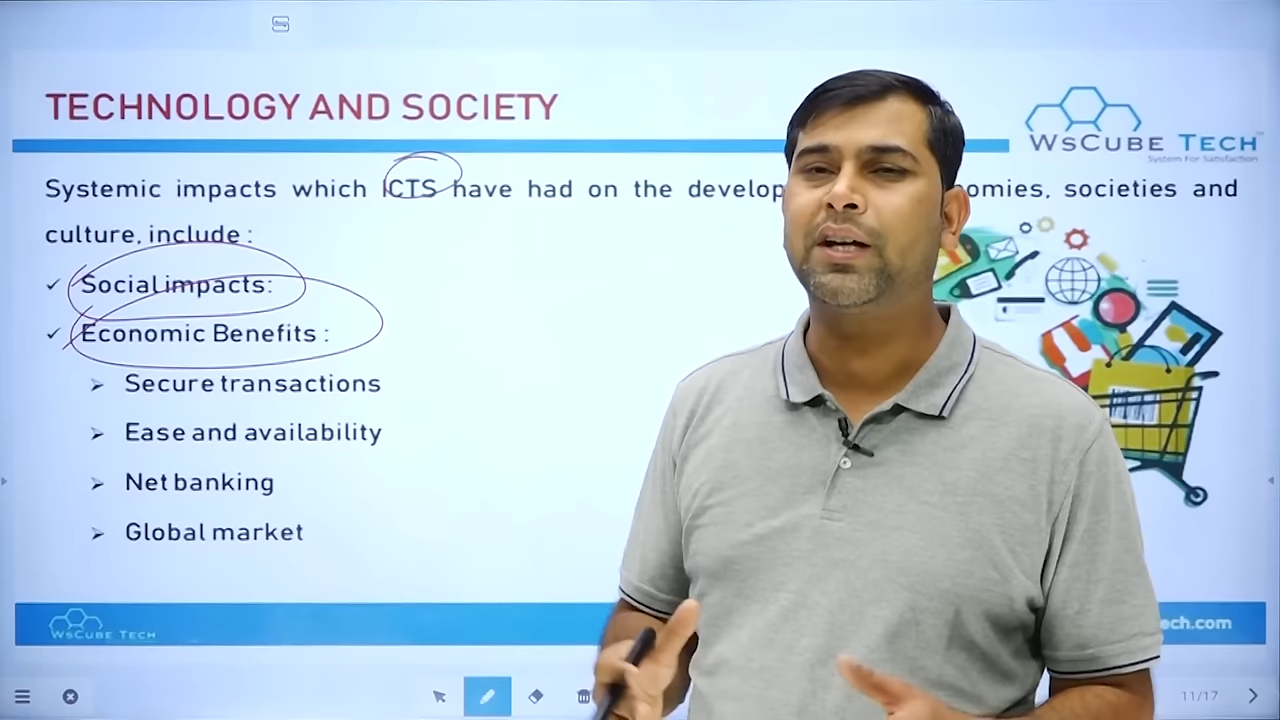 TECHNOLOGY AND SOCIETY
WsCube Tech
System For Satisfaction
Systemic impacts which ICTS have had on the develop omies, societies and
culture, include :
Social impacts:
Economic Benefits :
Secure transactions
Ease and availability
Net banking
Global market
WsCube Tech
ech.com
11/17